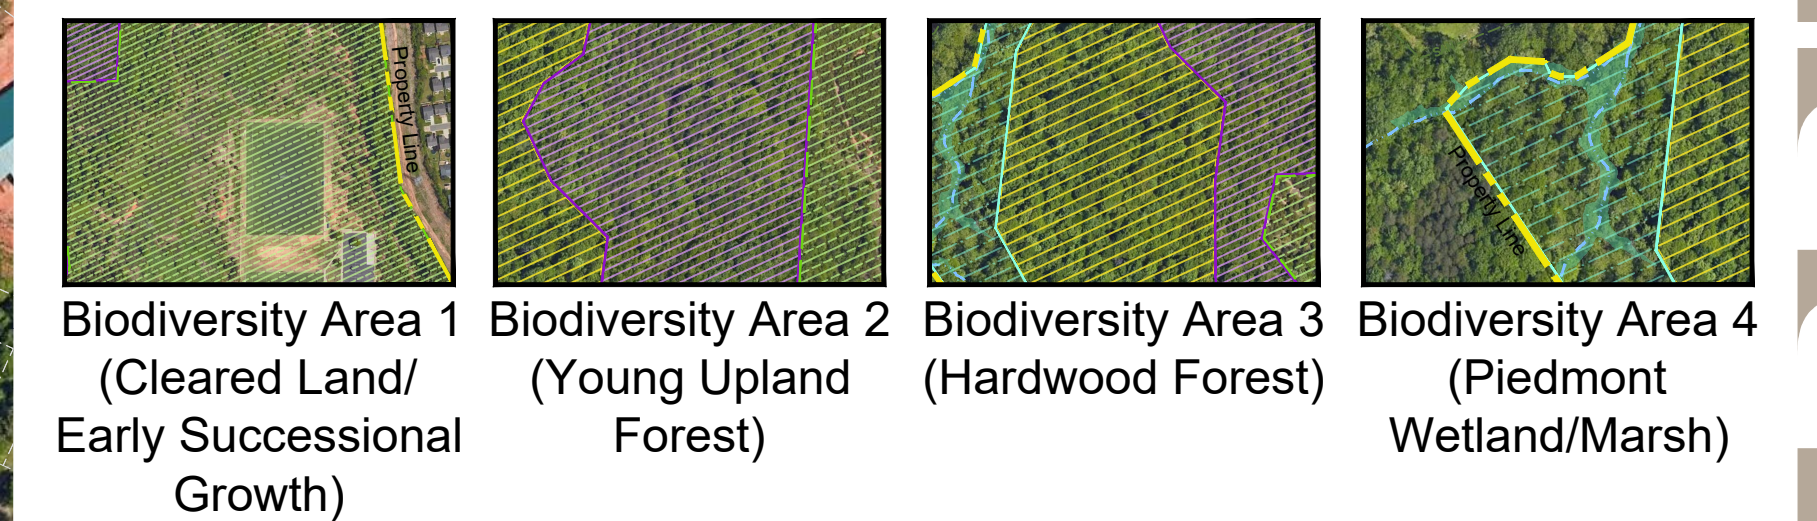 Property Line
Property Line
Biodiversity Area 1
(Cleared Land/
Early Successional
Growth)
Biodiversity Area 2
(Young Upland
Forest)
Biodiversity Area 3
(Hardwood Forest)
Biodiversity Area 4
(Piedmont
Wetland/Marsh)